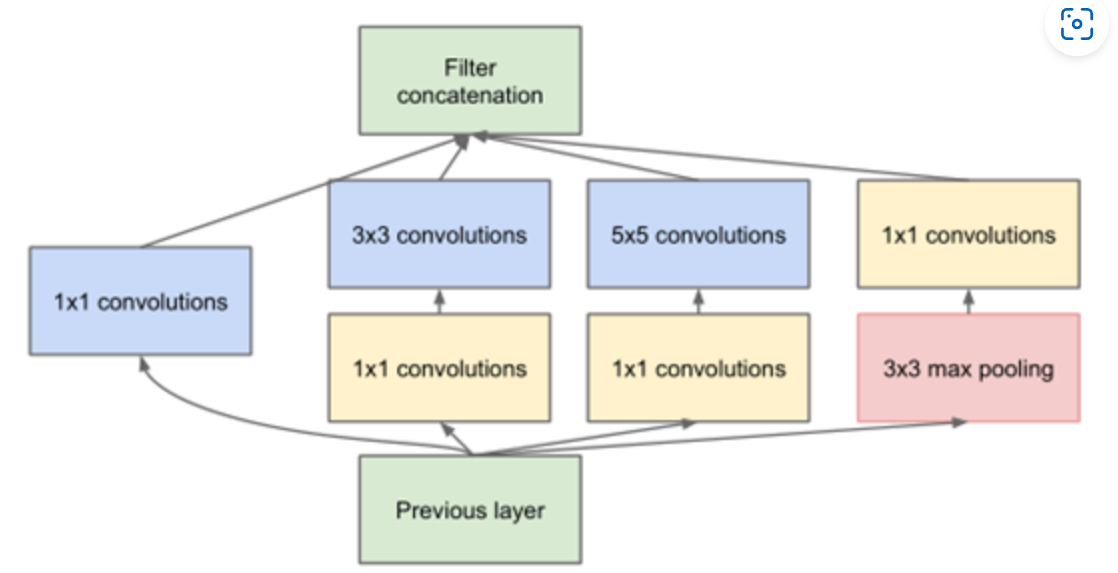 Filter
concatenation
3x3 convolutions
5x5 convolutions
1x1 convolutions
1x1 convolutions
1x1 convolutions
1x1 convolutions
3x3 max pooling
Previous layer